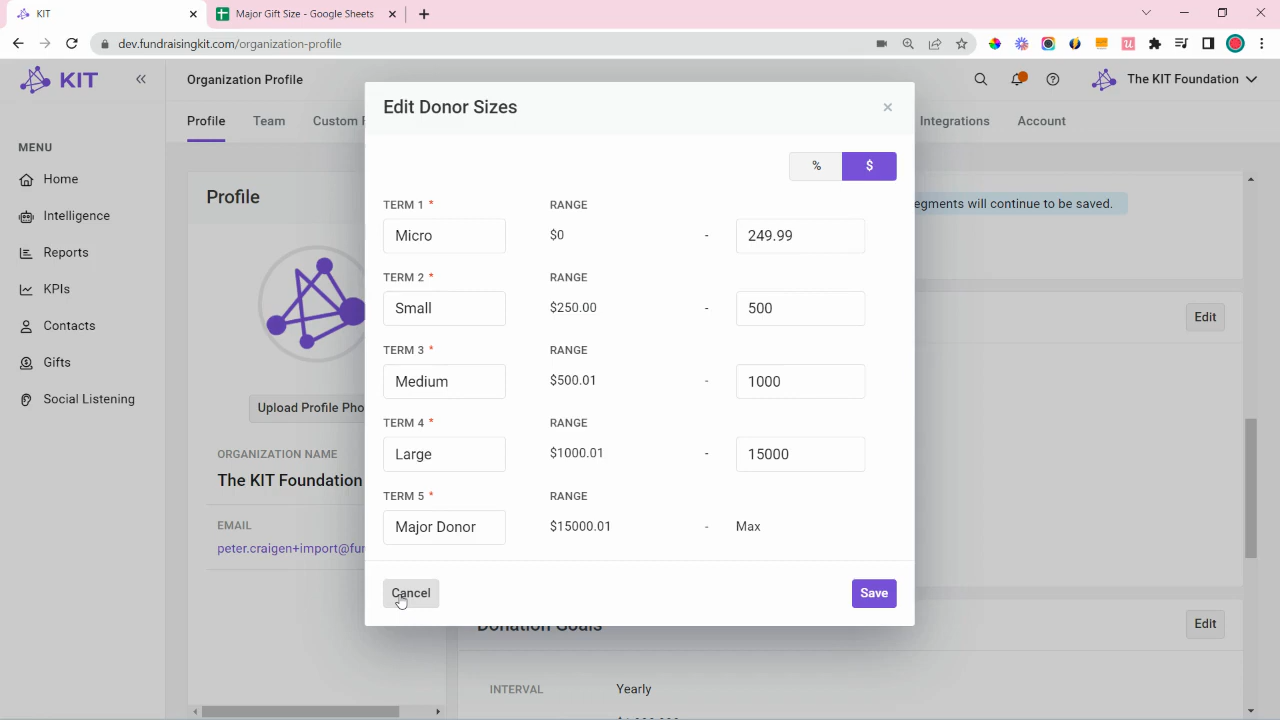 KIT
Major Gift Size - Google Sheets
dev.fundraisingkit.com/organization-profile
KIT
Organization Profile
The KIT Foundation
Profile
Team
Custom
Integrations
Account
MENU
Home
Intelligence
Reports
KPIs
Contacts
Gifts
Social Listening
Profile
Upload Profile Pho
ORGANIZATION NAME
The KIT Foundation
EMAIL
peter.craigen+import@fu
Edit Donor Sizes
×
% $
TERM 1 * RANGE
Micro $0 - 249.99
TERM 2 * RANGE
Small $250.00 - 500
TERM 3 * RANGE
Medium $500.01 - 1000
TERM 4 * RANGE
Large $1000.01 - 15000
TERM 5 * RANGE
Major Donor $15000.01 - Max
Cancel Save
egments will continue to be saved.
Edit
Donation Goals
Edit
INTERVAL Yearly